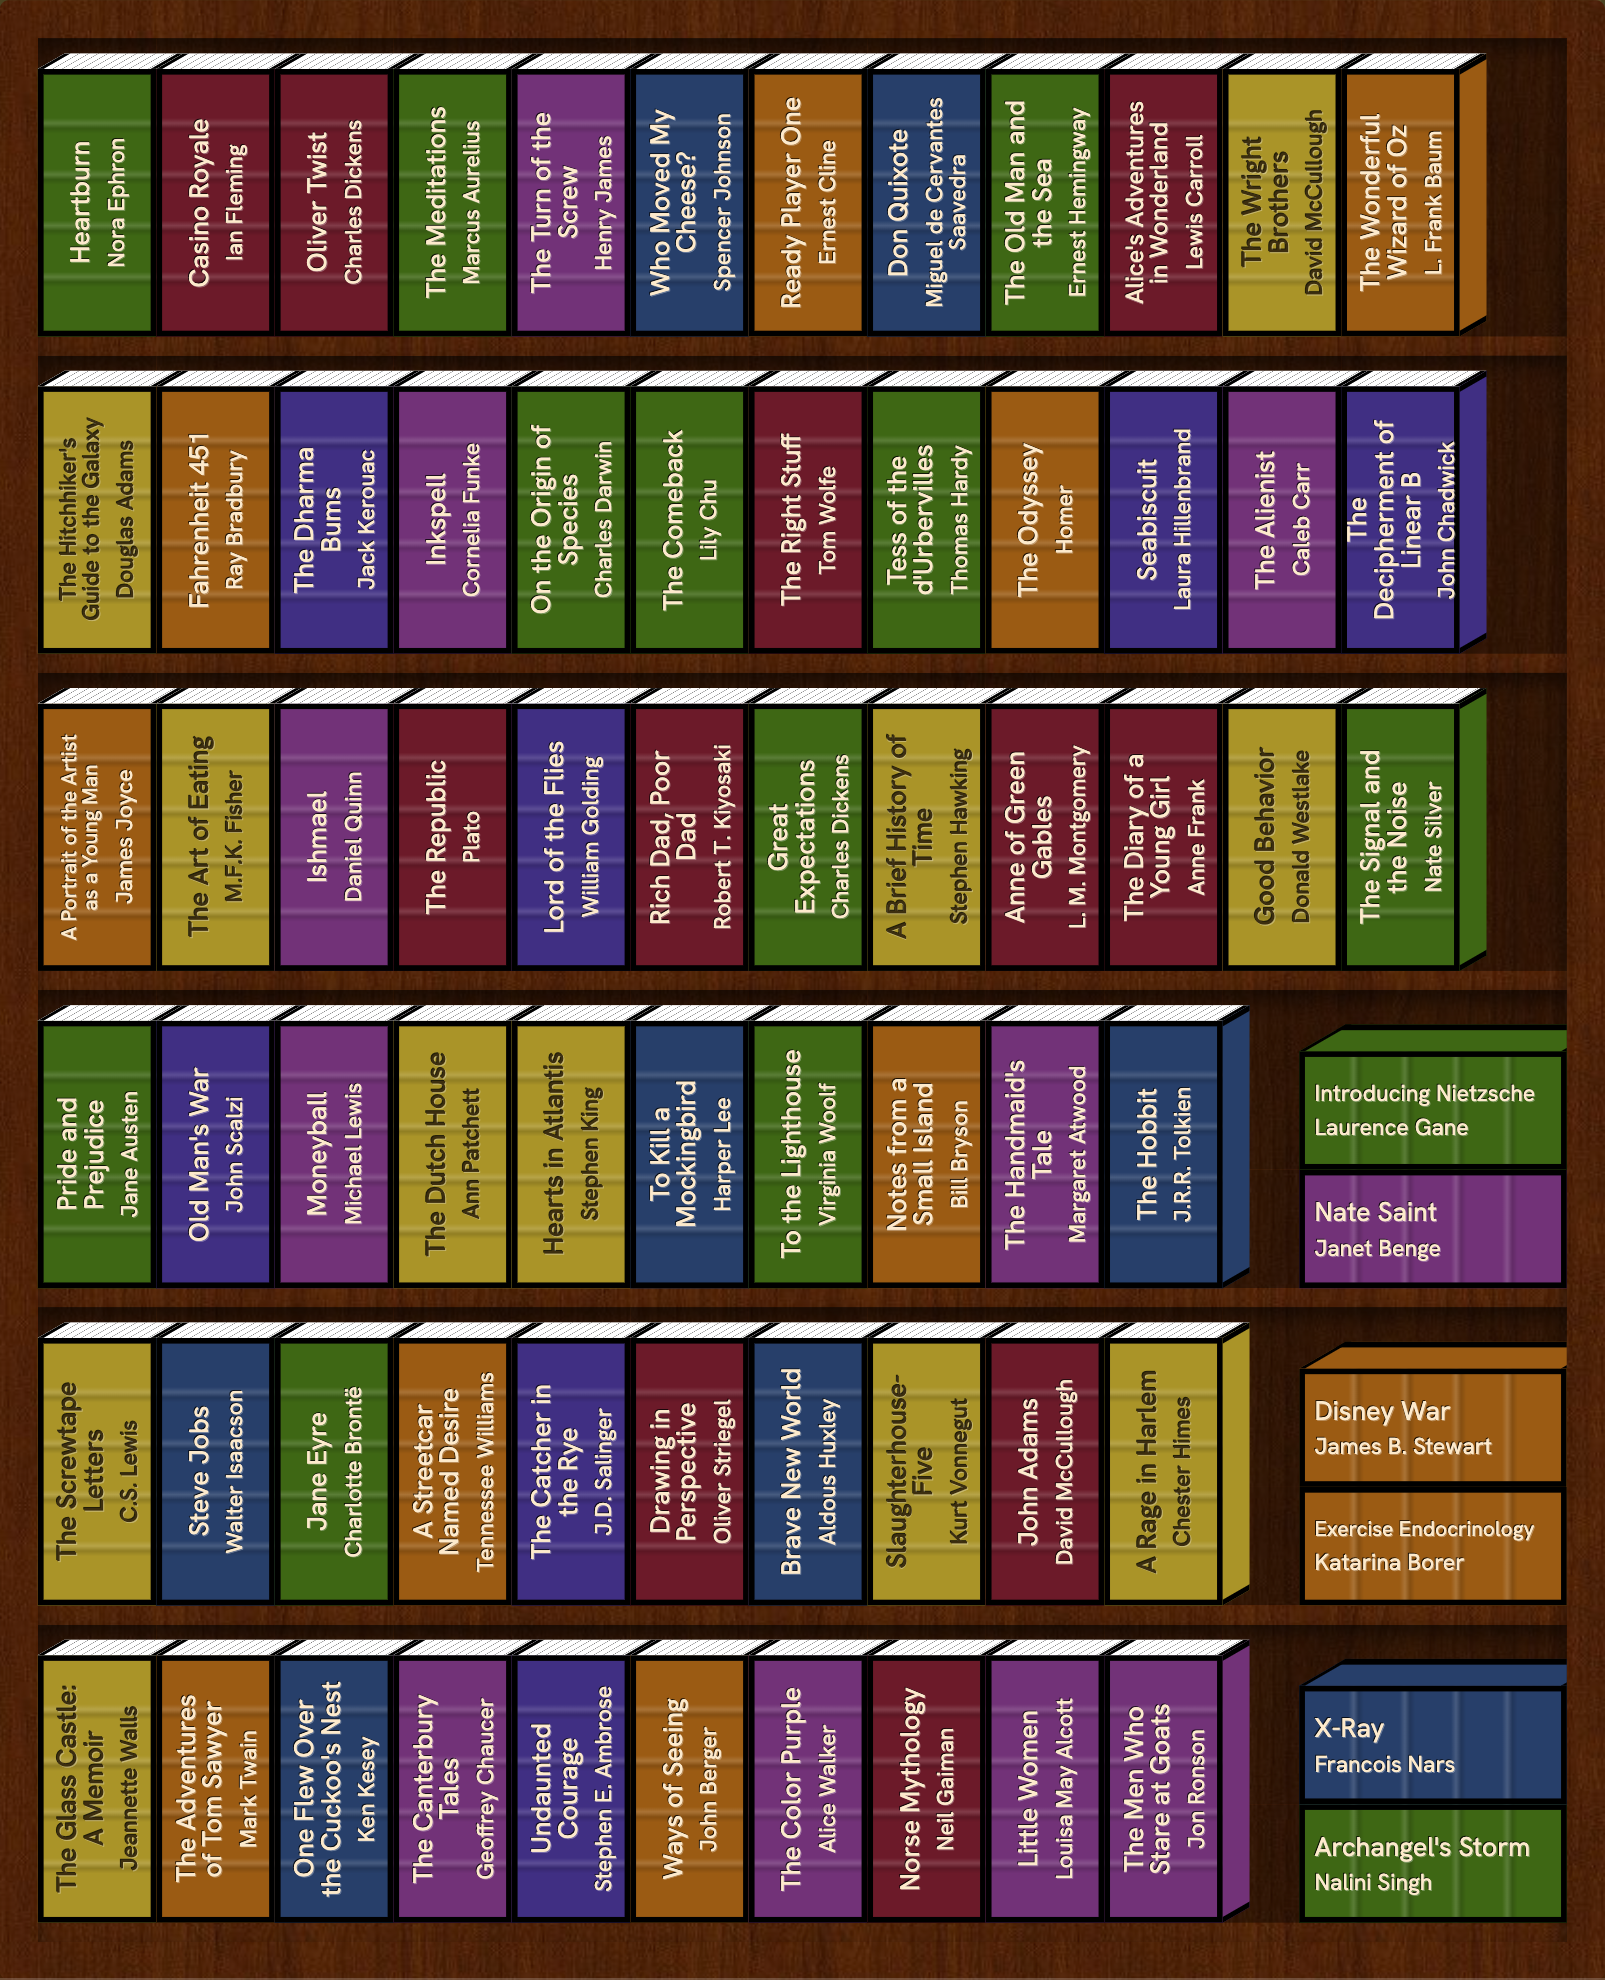 Heartburn
Nora Ephron
Casino Royale
Ian Fleming
Oliver Twist
Charles Dickens
The Meditations
Marcus Aurelius
The Turn of the
Screw
Henry James
Who Moved My
Cheese?
Spencer Johnson
Ready Player One
Ernest Cline
Don Quixote
Miguel de Cervantes
Saavedra
The Old Man and
the Sea
Ernest Hemingway
Alice's Adventures
in Wonderland
Lewis Carroll
The Wright
Brothers
David McCullough
The Wonderful
Wizard of Oz
L. Frank Baum
The Hitchhiker's
Guide to the Galaxy
Douglas Adams
Fahrenheit 451
Ray Bradbury
The Dharma
Bums
Jack Kerouac
Inkspell
Cornelia Funke
On the Origin of
Species
Charles Darwin
The Comeback
Lily Chu
The Right Stuff
Tom Wolfe
Tess of the
d'Urbervilles
Thomas Hardy
The Odyssey
Homer
Seabiscuit
Laura Hillenbrand
The Alienist
Caleb Carr
The
Decipherment of
Linear B
John Chadwick
A Portrait of the Artist
as a Young Man
James Joyce
The Art of Eating
M.F.K. Fisher
Ishmael
Daniel Quinn
The Republic
Plato
Lord of the Flies
William Golding
Rich Dad, Poor
Dad
Robert T. Kiyosaki
Great
Expectations
Charles Dickens
A Brief History of
Time
Stephen Hawking
Anne of Green
Gables
L. M. Montgomery
The Diary of a
Young Girl
Anne Frank
Good Behavior
Donald Westlake
The Signal and
the Noise
Nate Silver
Pride and
Prejudice
Jane Austen
Old Man's War
John Scalzi
Moneyball
Michael Lewis
The Dutch House
Ann Patchett
Hearts in Atlantis
Stephen King
To Kill a
Mockingbird
Harper Lee
To the Lighthouse
Virginia Woolf
Notes from a
Small Island
Bill Bryson
The Handmaid's
Tale
Margaret Atwood
The Hobbit
J.R.R. Tolkien
Introducing Nietzsche
Laurence Gane
Nate Saint
Janet Benge
The Screwtape
Letters
C.S. Lewis
Steve Jobs
Walter Isaacson
Jane Eyre
Charlotte Brontë
A Streetcar
Named Desire
Tennessee Williams
The Catcher in
the Rye
J.D. Salinger
Drawing in
Perspective
Oliver Striegel
Brave New World
Aldous Huxley
Slaughterhouse-
Five
Kurt Vonnegut
John Adams
David McCullough
A Rage in Harlem
Chester Himes
Disney War
James B. Stewart
Exercise Endocrinology
Katarina Borer
The Glass Castle:
A Memoir
Jeannette Walls
The Adventures
of Tom Sawyer
Mark Twain
One Flew Over
the Cuckoo's Nest
Ken Kesey
The Canterbury
Tales
Geoffrey Chaucer
Undaunted
Courage
Stephen E. Ambrose
Ways of Seeing
John Berger
The Color Purple
Alice Walker
Norse Mythology
Neil Gaiman
Little Women
Louisa May Alcott
The Men Who
Stare at Goats
Jon Ronson
X-Ray
Francois Nars
Archangel's Storm
Nalini Singh